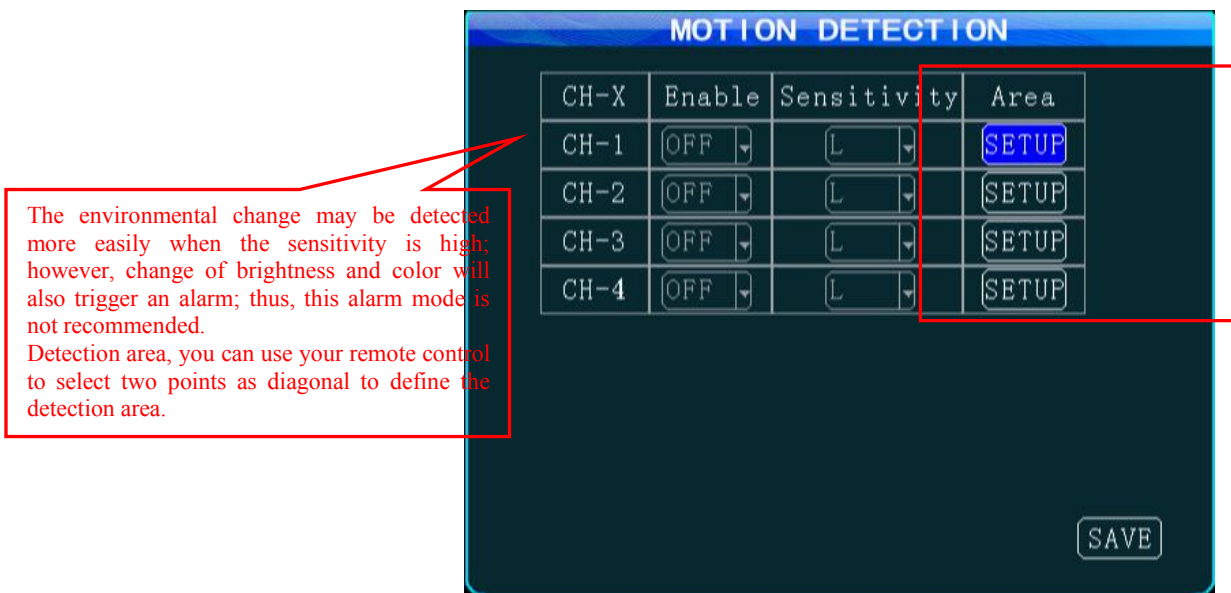 MOTION DETECTION
CH-X Enable Sensitivity Area
CH-1 OFF L SETUP
CH-2 OFF L SETUP
CH-3 OFF L SETUP
CH-4 OFF L SETUP
The environmental change may be detected
more easily when the sensitivity is high;
however, change of brightness and color will
also trigger an alarm; thus, this alarm mode is
not recommended.
Detection area, you can use your remote control
to select two points as diagonal to define the
detection area.
SAVE